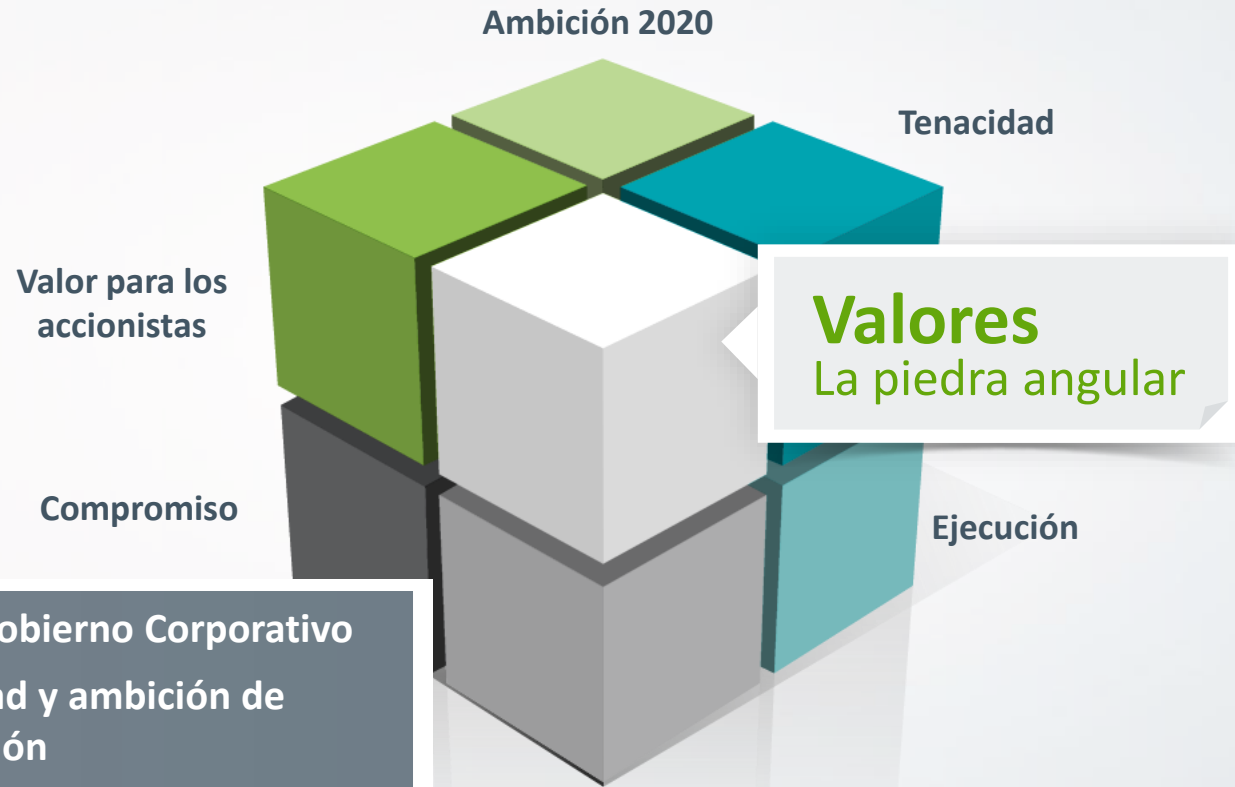 Ambición 2020
Tenacidad
Valor para los
accionistas
Valores
La piedra angular
Compromiso
Ejecución
obierno Corporativo
d y ambición de
ón